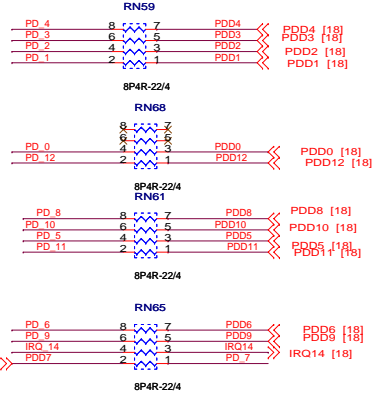 RN59
PD_4 8 7 PDD4 PDD4 [18]
PD_3 6 5 PDD3 PDD3 [18]
PD_2 4 3 PDD2 PDD2 [18]
PD_1 2 1 PDD1 PDD1 [18]
8P4R-22/4
RN68
8 7
6 5
PD_0 4 3 PDD0 PDD0 [18]
PD_12 2 1 PDD12 PDD12 [18]
8P4R-22/4
RN61
PD_8 8 7 PDD8 PDD8 [18]
PD_10 6 5 PDD10 PDD10 [18]
PD_5 4 3 PDD5 PDD5 [18]
PD_11 2 1 PDD11 PDD11 [18]
8P4R-22/4
RN65
PD_6 8 7 PDD6 PDD6 [18]
PD_9 6 5 PDD9 PDD9 [18]
IRQ_14 4 3 IRQ14 IRQ14 [18]
PDD7 2 1 PD_7
8P4R-22/4